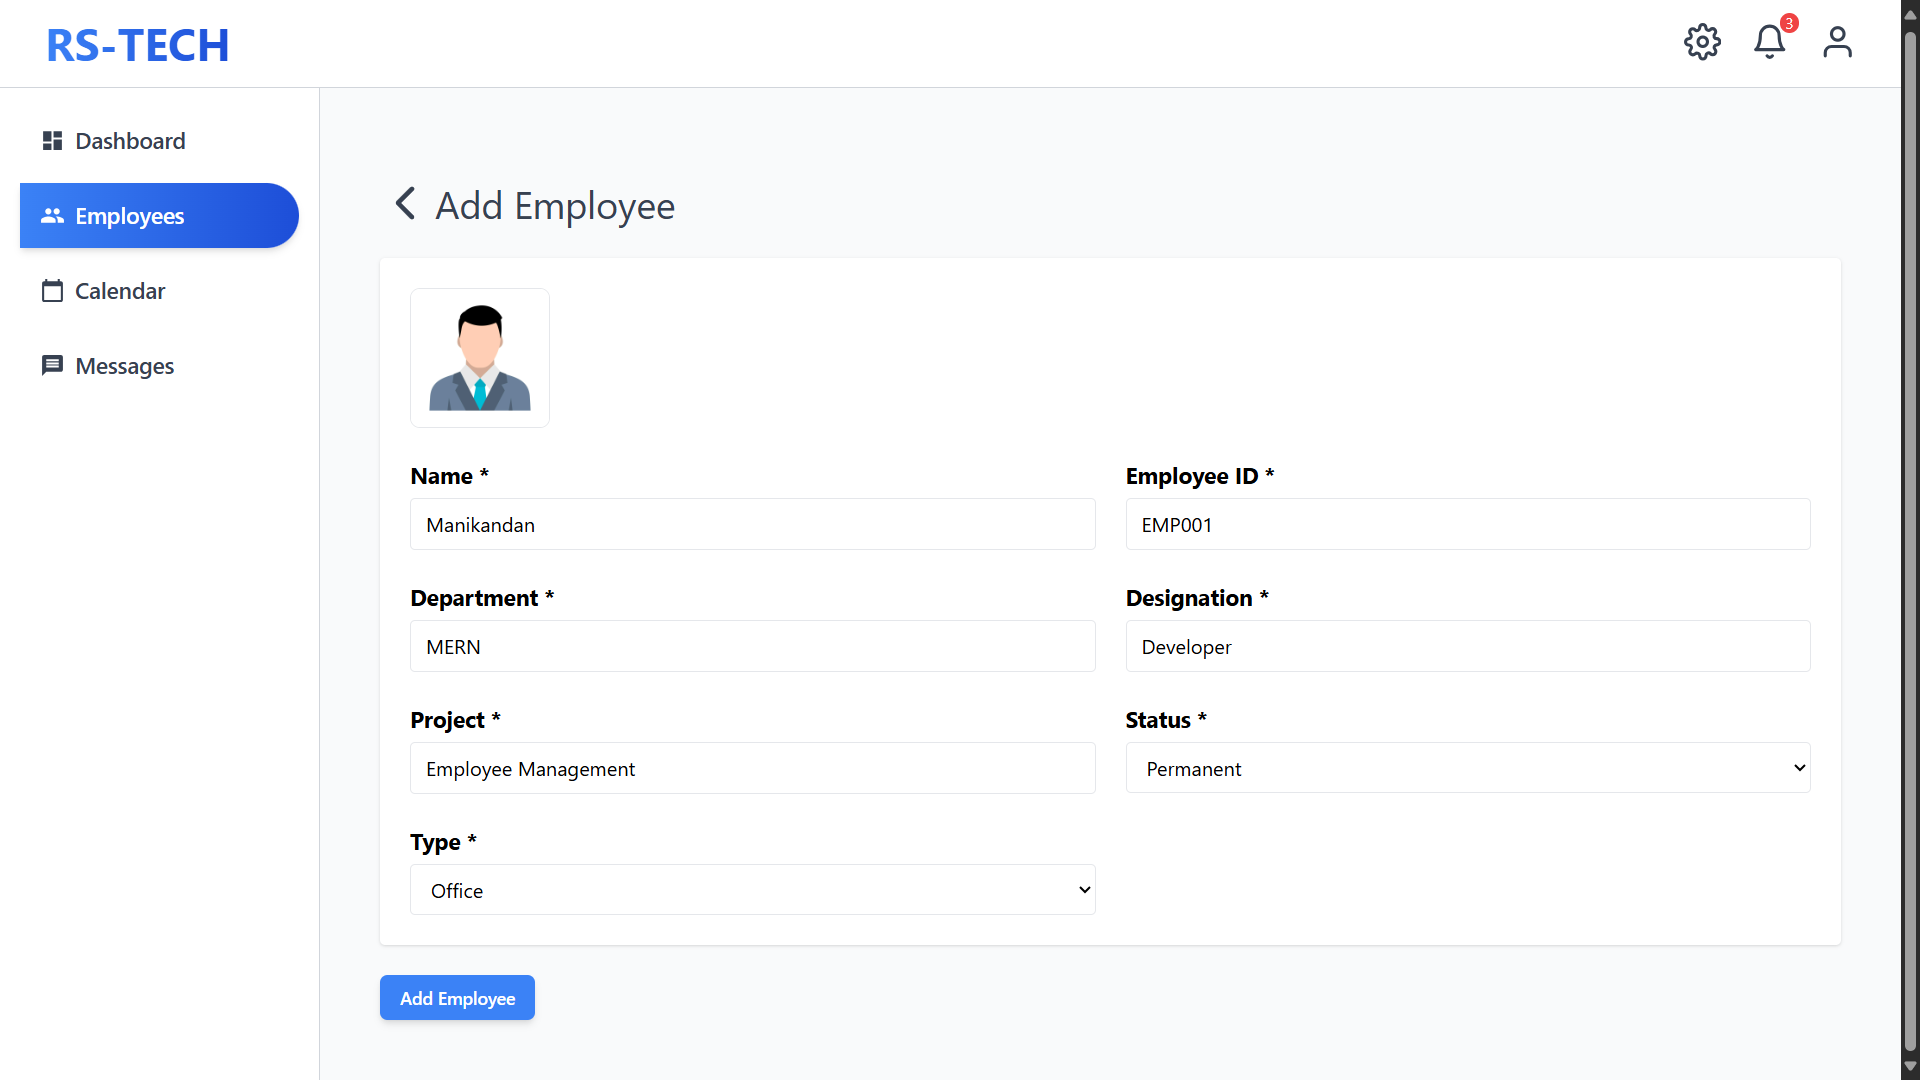 RS-TECH
3
Dashboard
Employees
Calendar
Messages
Add Employee
Name *
Employee ID *
Manikandan
EMP001
Department *
Designation *
MERN
Developer
Project *
Status *
Employee Management
Permanent
Type *
Office
Add Employee